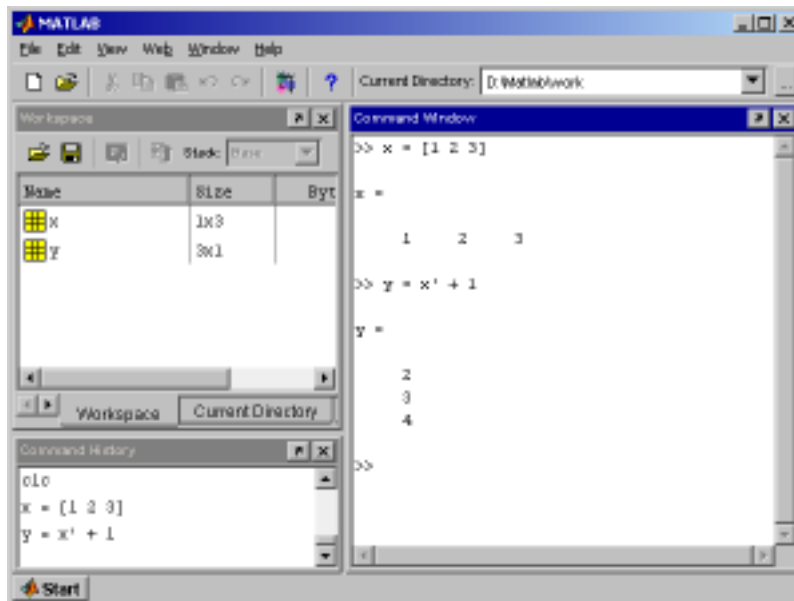 MATLAB
File Edit View Web Window Help
Current Directory: D:\Matlab\work
...
Workspace
Stack: Base
Name Size Byt
x 1x3
y 3x1
Workspace Current Directory
Command History
clc
x = [1 2 3]
y = x' + 1
Command Window
>> x = [1 2 3]
x =
1 2 3
>> y = x' + 1
y =
2
3
4
>>
Start